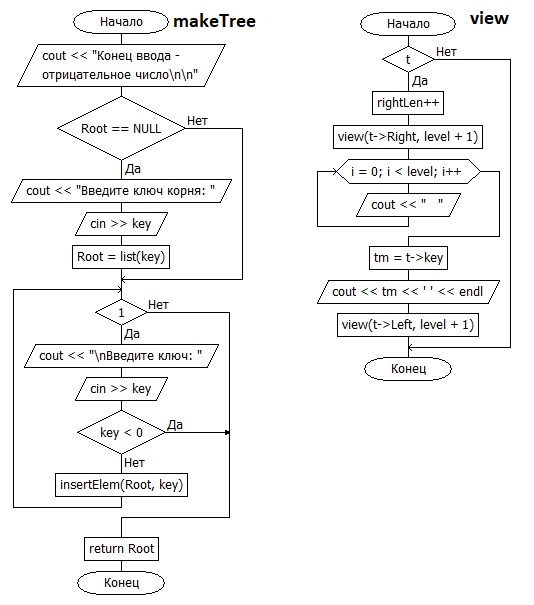 Начало
makeTree
cout << "Конец ввода -
отрицательное число\n\n"
Root == NULL
Нет
Да
cout << "Введите ключ корня: "
cin >> key
Root = list(key)
1
Нет
Да
cout << "\nВведите ключ: "
cin >> key
key < 0
Да
Нет
insertElem(Root, key)
return Root
Конец
Начало
view
t
Нет
Да
rightLen++
view(t->Right, level + 1)
i = 0; i < level; i++
cout << "   "
tm = t->key
cout << tm << ' ' << endl
view(t->Left, level + 1)
Конец